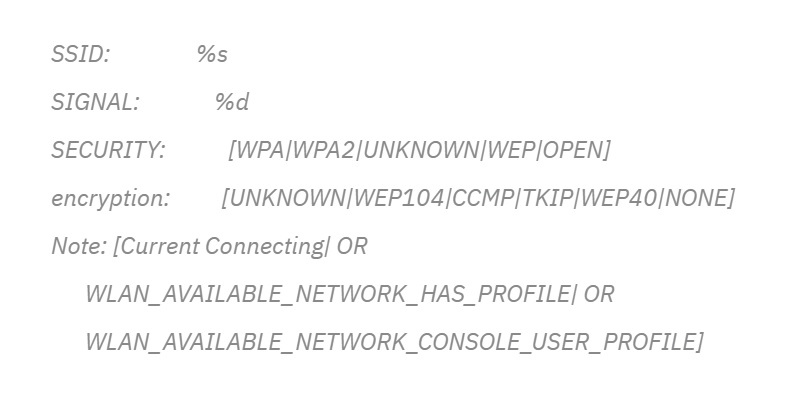 SSID: %s
SIGNAL: %d
SECURITY: [WPA|WPA2|UNKNOWN|WEP|OPEN]
encryption: [UNKNOWN|WEP104|CCMP|TKIP|WEP40|NONE]
Note: [Current Connecting| OR
WLAN_AVAILABLE_NETWORK_HAS_PROFILE| OR
WLAN_AVAILABLE_NETWORK_CONSOLE_USER_PROFILE]